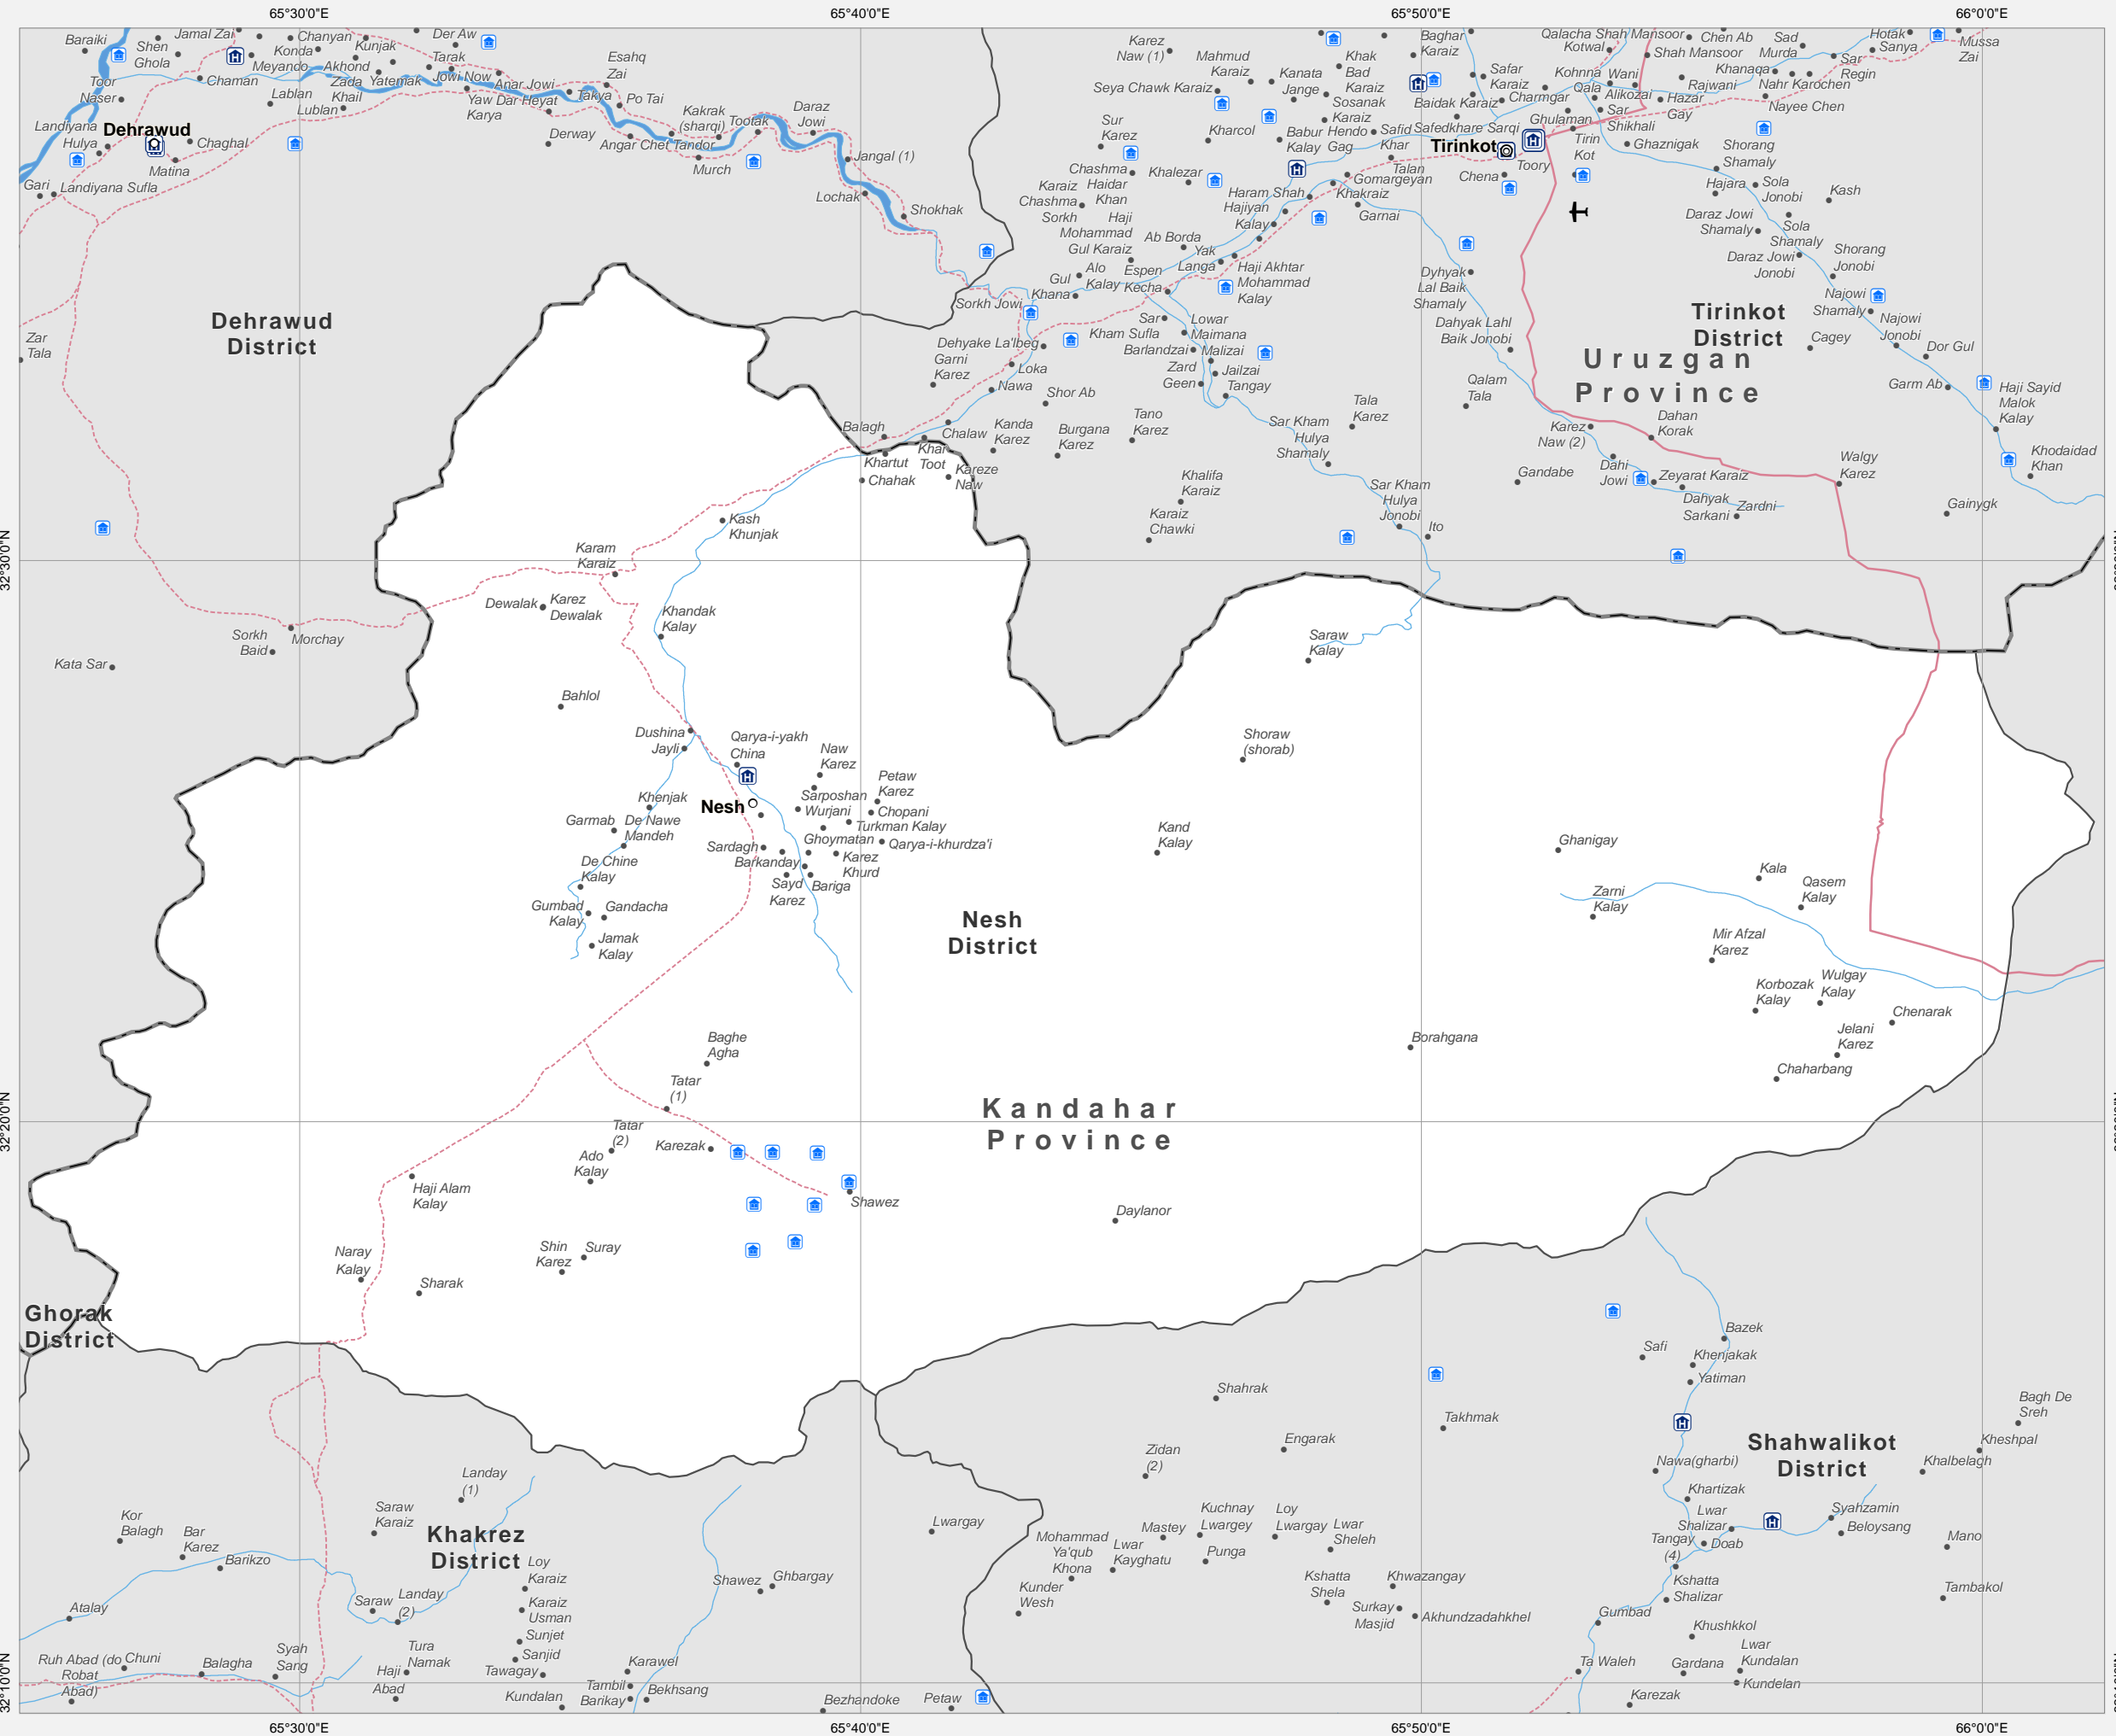 65°30'0"E
65°40'0"E
65°50'0"E
66°0'0"E
Baraiki
Shen
Ghola
Jamal Zai
Chanyan
Konda
Meyando
Kunjak
Akhond
Zada
Khail
Yatemak
Der Aw
Tarak
Jowi Now
Anar Jowi
Esahq
Zai
Toor
Naser
Chaman
Lablan
Lublan
Yaw
Karya
Dar Heyat
Takya
Po Tai
Landiyana
Hulya
Dehrawud
Chaghal
Matina
Derway
Angar Chet Tandor
Kakrak
(sharqi)
Tootak
Daraz
Jowi
Murch
Jangal (1)
Lochak
Shokhak
Gari
Landiyana Sufla
Karez
Naw (1)
Mahmud
Karaiz
Seya Chawk Karaiz
Kanata
Jange
Khak
Bad
Karaiz
Sosanak
Karaiz
Baghar
Karaiz
Safar
Karaiz
Baidak Karaiz
Charmgar
Qalacha Shah Mansoor
Kotwal
Shah Mansoor
Chen Ab
Sad
Murda
Hotak
Sanya
Mussa
Zai
Sar
Regin
Khanaqa
Kohnna
Qala
Wani
Rajwani
Nahr Karochen
Alikozai
Hazar
Gay
Nayee Chen
Sar
Shikhali
Sur
Karez
Kharcol
Babur
Kalay
Hendo
Gag
Safid
Khar
Safedkhare Sarqi
Ghulaman
Tirinkot
Tirin
Kot
Ghaznigak
Shorang
Shamaly
Chashma
Khalezar
Haidar
Khan
Karaiz
Chashma
Sorkh
Haram Shah
Hajiyan
Kalay
Gomargeyan
Talan
Khakraiz
Garnai
Chena
Toory
Hajara
Sola
Jonobi
Kash
Daraz Jowi
Shamaly
Sola
Shamaly
Daraz Jowi
Jonobi
Shorang
Jonobi
Haji
Mohammad
Gul Karaiz
Ab Borda
Yak
Langa
Haji Akhtar
Mohammad
Kalay
Gul
Khana
Alo
Kalay
Espen
Kecha
Dyhyak
Lal Baik
Shamaly
Sorkh Jowi
Najowi
Shamaly
Najowi
Jonobi
Zar
Tala
Dehrawud
District
Tirinkot
District
Uruzgan
Province
Cagey
Dor Gul
Sar
Kham Sufla
Lowar
Maimana
Dahyak Lahl
Baik Jonobi
Dehyake La'lbeg
Barlandzai
Malizai
Garni
Karez
Loka
Zard
Geen
Jailzai
Tangay
Qalam
Tala
Garm Ab
Haji Sayid
Malok
Kalay
Nawa
Shor Ab
Balagh
Chalaw
Kanda
Karez
Burgana
Karez
Tano
Karez
Tala
Karez
Sar Kham
Hulya
Shamaly
Karez
Naw (2)
Dahan
Korak
Khar
Toot
Khartut
Chahak
Kareze
Naw
Khalifa
Karaiz
Karaiz
Chawki
Sar Kham
Hulya
Jonobi
Ito
Gandabe
Dahi
Jowi
Zeyarat Karaiz
Dahyak
Sarkani
Zardni
Walgy
Karez
Khodaidad
Khan
Gainygk
Kash
Khunjak
32°30'0"N
Karam
Karaiz
Dewalak
Karez
Dewalak
Khandak
Kalay
Sorkh
Baid
Morchay
Kata Sar
Saraw
Kalay
Bahlol
Dushina
Jayli
Qarya-i-yakh
China
Naw
Karez
Petaw
Karez
Shoraw
(shorab)
Khenjak
Nesh
Sarposhan
Wurjani
Chopani
Turkman Kalay
Garmab
De Nawe
Mandeh
Ghoymatan
Qarya-i-khurdza'i
Sardagh
Barkanday
Karez
Khurd
De Chine
Kalay
Sayd
Karez
Bariga
Kand
Kalay
Ghanigay
Kala
Qasem
Kalay
Zarni
Kalay
Gumbad
Kalay
Gandacha
Jamak
Kalay
Nesh
District
Mir Afzal
Karez
Korbozak
Kalay
Wulgay
Kalay
Chenarak
Jelani
Karez
Chaharbang
Borahgana
Baghe
Agha
Tatar
(1)
Kandahar
Province
32°20'0"N
Tatar
(2)
Karezak
Ado
Kalay
Haji Alam
Kalay
Shawez
Daylanor
Naray
Kalay
Shin
Karez
Suray
Sharak
Ghorak
District
Bazek
Safi
Khenjakak
Yatiman
Shahrak
Takhmak
Bagh De
Sreh
Engarak
Shahwalikot
District
Kheshpal
Khalbelagh
Zidan
(2)
Nawa(gharbi)
Landay
(1)
Saraw
Karaiz
Khakrez
District
Khartizak
Lwar
Shalizar
Syahzamin
Beloysang
Kor
Balagh
Bar
Karez
Barikzo
Lwargay
Mohammad
Ya'qub
Khona
Mastey
Kuchnay
Lwargey
Loy
Lwargay
Lwar
Sheleh
Lwar
Kayghatu
Punga
Tangay
(4)
Doab
Mano
Loy
Karaiz
Shawez
Ghbargay
Kunder
Wesh
Kshatta
Shela
Khwazangay
Surkay
Masjid
Akhundzadahkhel
Kshatta
Shalizar
Tambakol
Atalay
Saraw
Landay
(2)
Karaiz
Usman
Sunjet
Gumbad
Khushkkol
Ruh Abad (do
Robat
Abad)
Chuni
Balagha
Syah
Sang
Tura
Namak
Haji
Abad
Sanjid
Tawagay
Karawel
Tambil
Barikay
Bekhsang
Kundalan
Bezhandoke
Petaw
Ta Waleh
Lwar
Kundalan
Gardana
Kundelan
Karezak
32°10'0"N
65°30'0"E
65°40'0"E
65°50'0"E
66°0'0"E